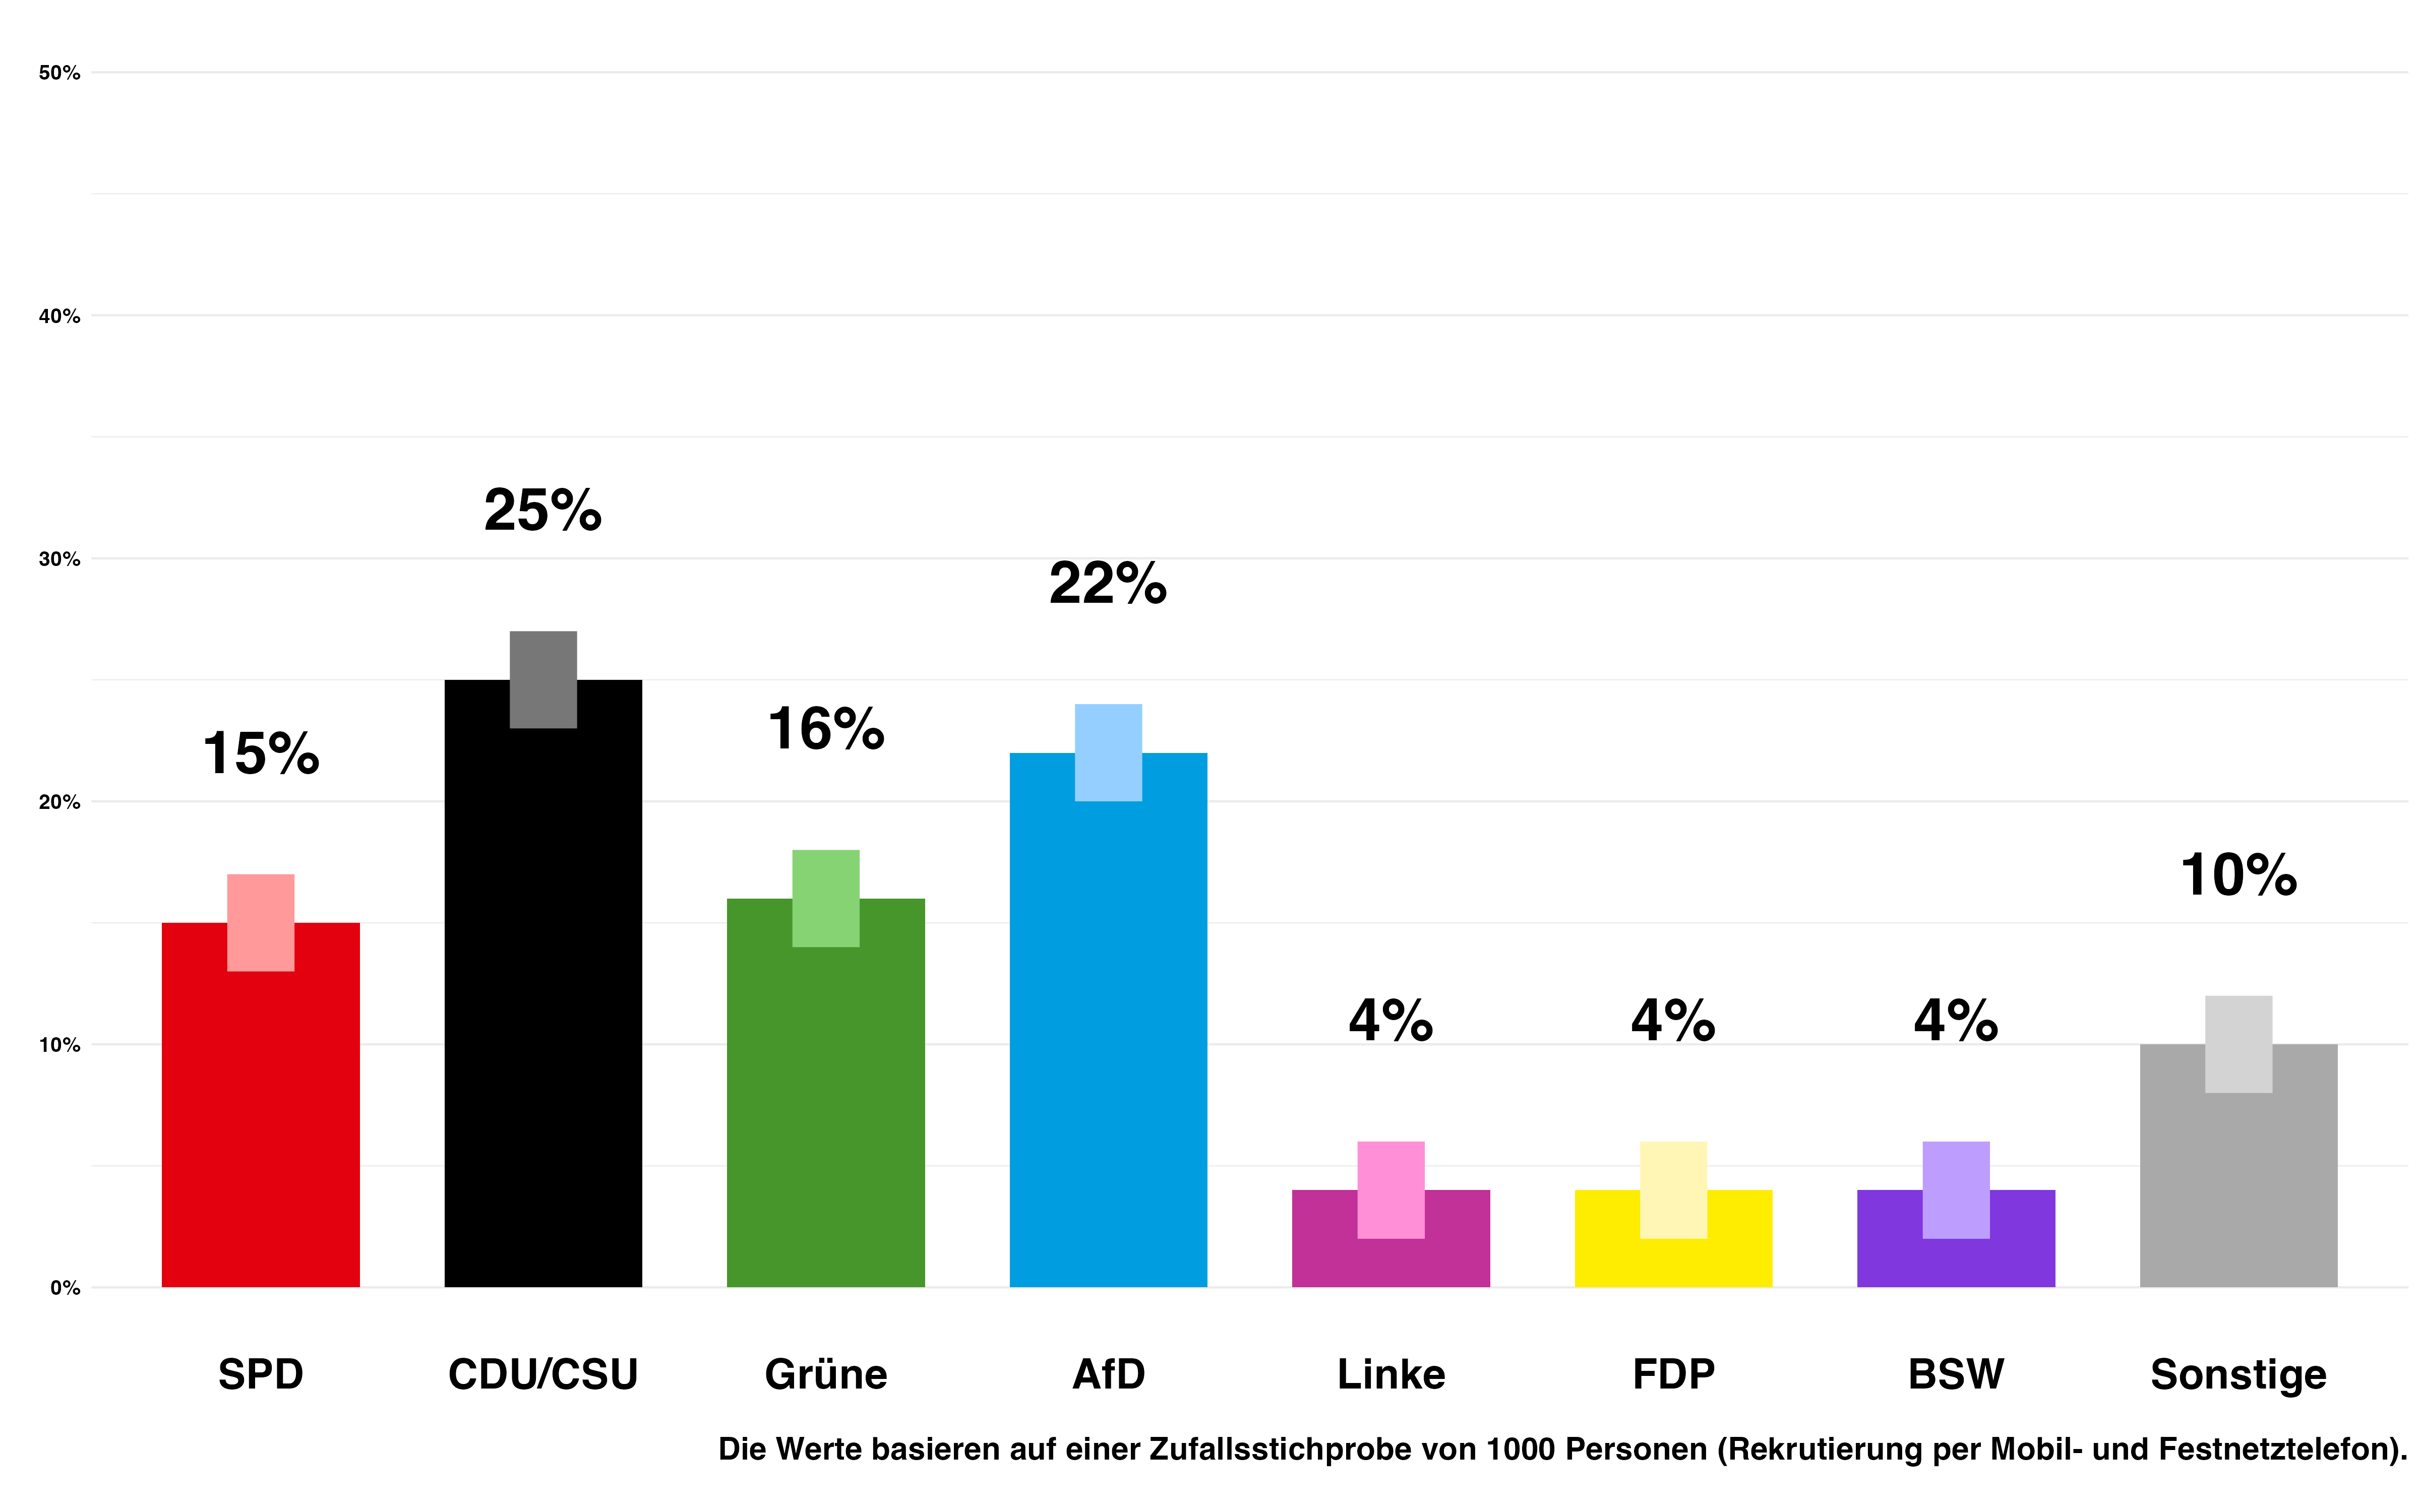 50%
40%
30%
20%
10%
0%
15%
25%
16%
22%
4%
4%
4%
10%
SPD
CDU/CSU
Grüne
AfD
Linke
FDP
BSW
Sonstige
Die Werte basieren auf einer Zufallsstichprobe von 1000 Personen (Rekrutierung per Mobil- und Festnetztelefon).